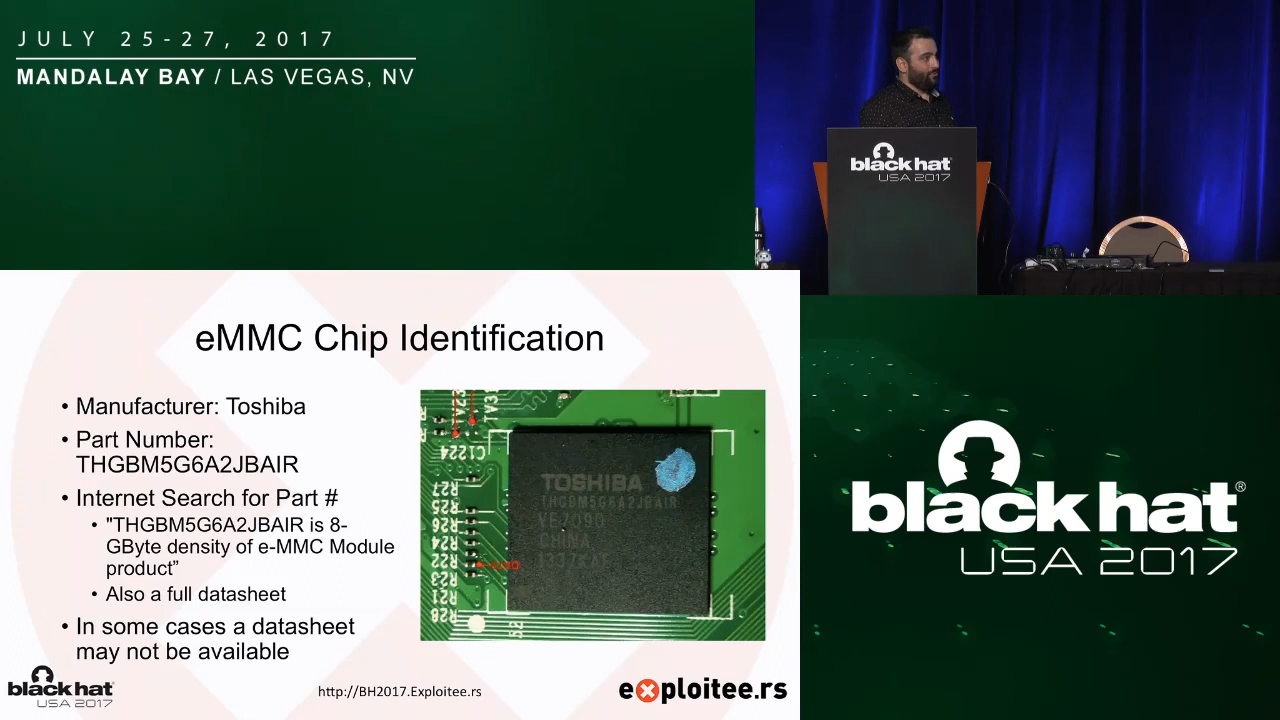 JULY 25-27, 2017
MANDALAY BAY / LAS VEGAS, NV
black hat
USA 2017
eMMC Chip Identification
• Manufacturer: Toshiba
• Part Number:
THGBM5G6A2JBAIR
• Internet Search for Part #
• "THGBM5G6A2JBAIR is 8-
GByte density of e-MMC Module
product”
• Also a full datasheet
• In some cases a datasheet
may not be available
C1224
R27
R25
R26
R24
R22
R23
R21
R28
TOSHIBA
THGBM5G6A2JBAIR
VE7090
CHINA
black hat®
USA 2017
black hat
USA 2017
http://BH2017.Exploitee.rs
exploitee.rs